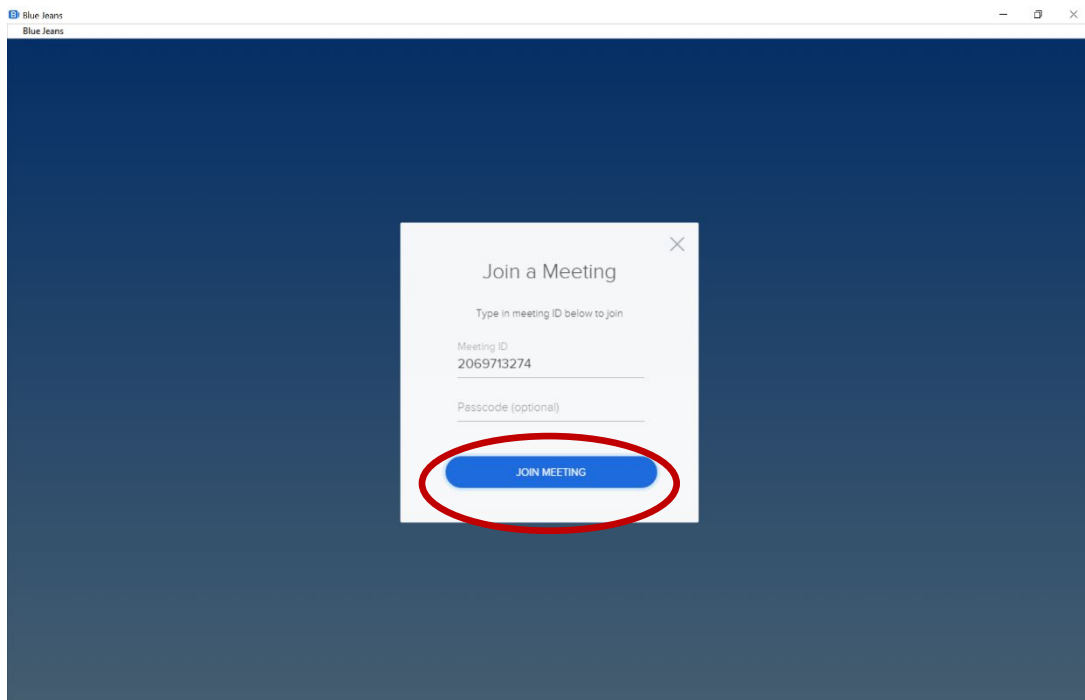 Blue Jeans
Blue Jeans
Join a Meeting
Type in meeting ID below to join
Meeting ID
2069713274
Passcode (optional)
JOIN MEETING